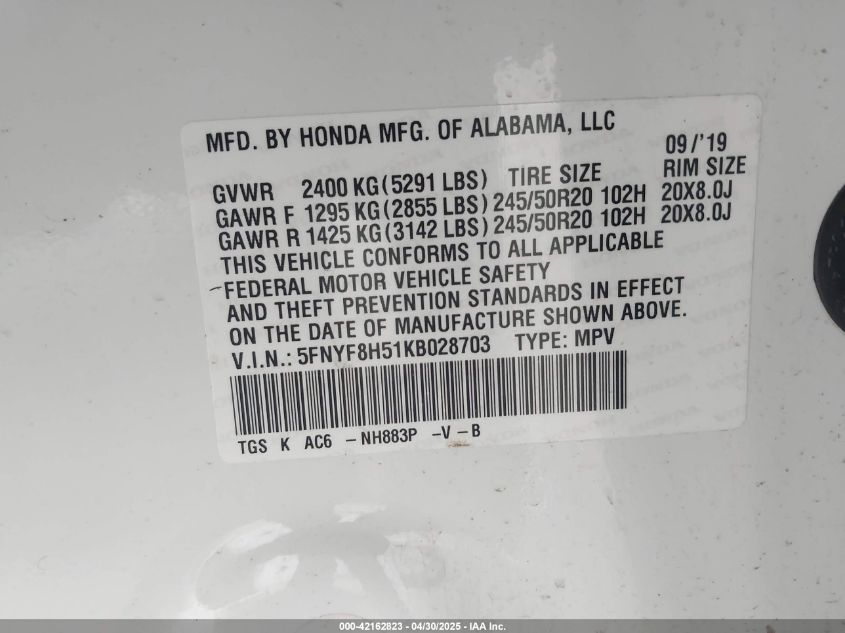 MFD. BY HONDA MFG. OF ALABAMA, LLC
09/'19
GVWR 2400 KG(5291 LBS) TIRE SIZE RIM SIZE
GAWR F 1295 KG(2855 LBS) 245/50R20 102H 20X8.0J
GAWR R 1425 KG(3142 LBS) 245/50R20 102H 20X8.0J
THIS VEHICLE CONFORMS TO ALL APPLICABLE
FEDERAL MOTOR VEHICLE SAFETY
AND THEFT PREVENTION STANDARDS IN EFFECT
ON THE DATE OF MANUFACTURE SHOWN ABOVE.
V.I.N.: 5FNYF8H51KB028703 TYPE: MPV
TGS K AC6 -NH883P -V-B
000-42162823 - 04/30/2025 - IAA Inc.